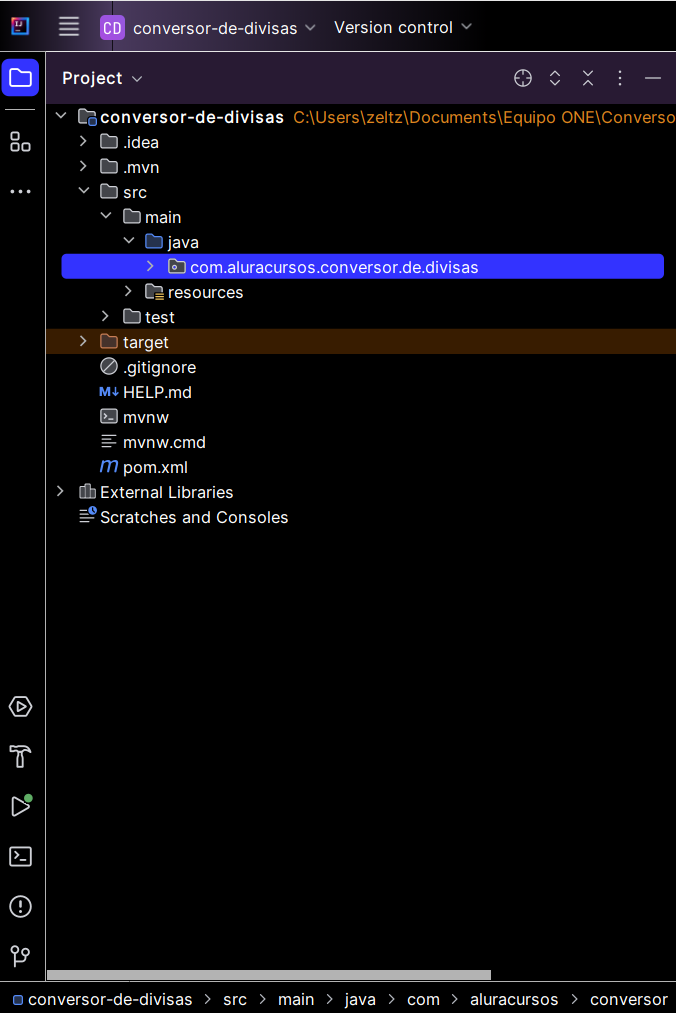 CD conversor-de-divisas Version control
Project
conversor-de-divisas C:\Users\zeltz\Documents\Equipo ONE\Converso
.idea
.mvn
src
main
java
com.aluracursos.conversor.de.divisas
resources
test
target
.gitignore
M↓ HELP.md
mvnw
mvnw.cmd
m pom.xml
External Libraries
Scratches and Consoles
conversor-de-divisas > src > main > java > com > aluracursos > conversor